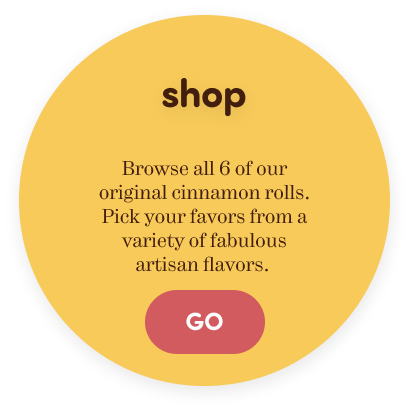 shop
Browse all 6 of our
original cinnamon rolls.
Pick your favors from a
variety of fabulous
artisan flavors.
GO